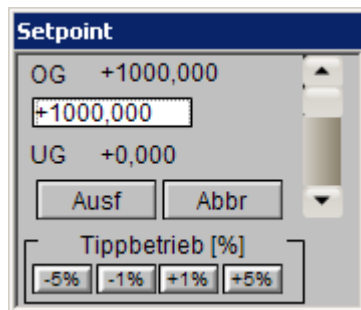 Setpoint
OG +1000,000
+1000,000
UG +0,000
Ausf Abbr
Tippbetrieb [%]
-5% -1% +1% +5%